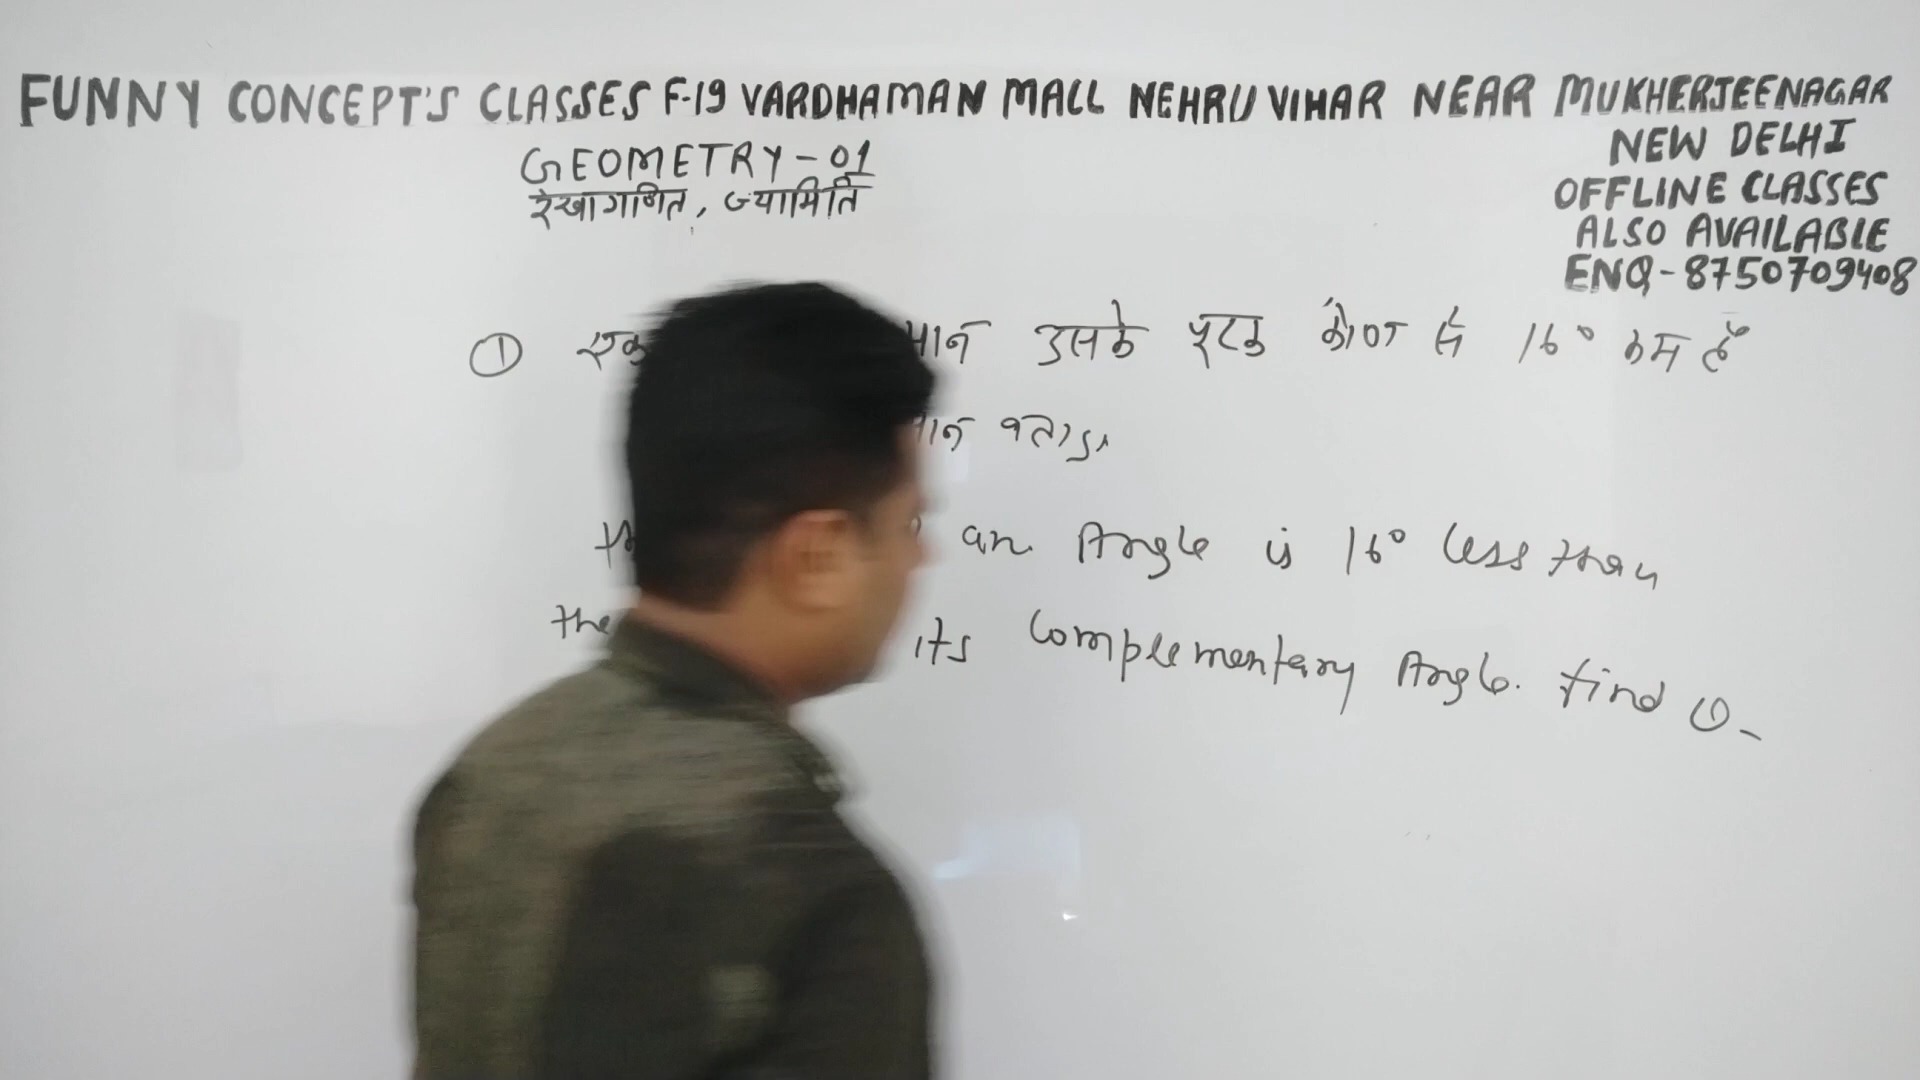 FUNNY CONCEPT'S CLASSES F-19 VARDHAMAN MALL NEHRU VIHAR NEAR MUKHERJEENAGAR
NEW DELHI
OFFLINE CLASSES
ALSO AVAILABLE
ENQ-8750709408
GEOMETRY-01
रेखागणित, ज्यामिति
① एक मान उसके पूरक कोण से 16° कम है
मान बताइए
an Angle is 16° less than
the its Complementary Angle. find